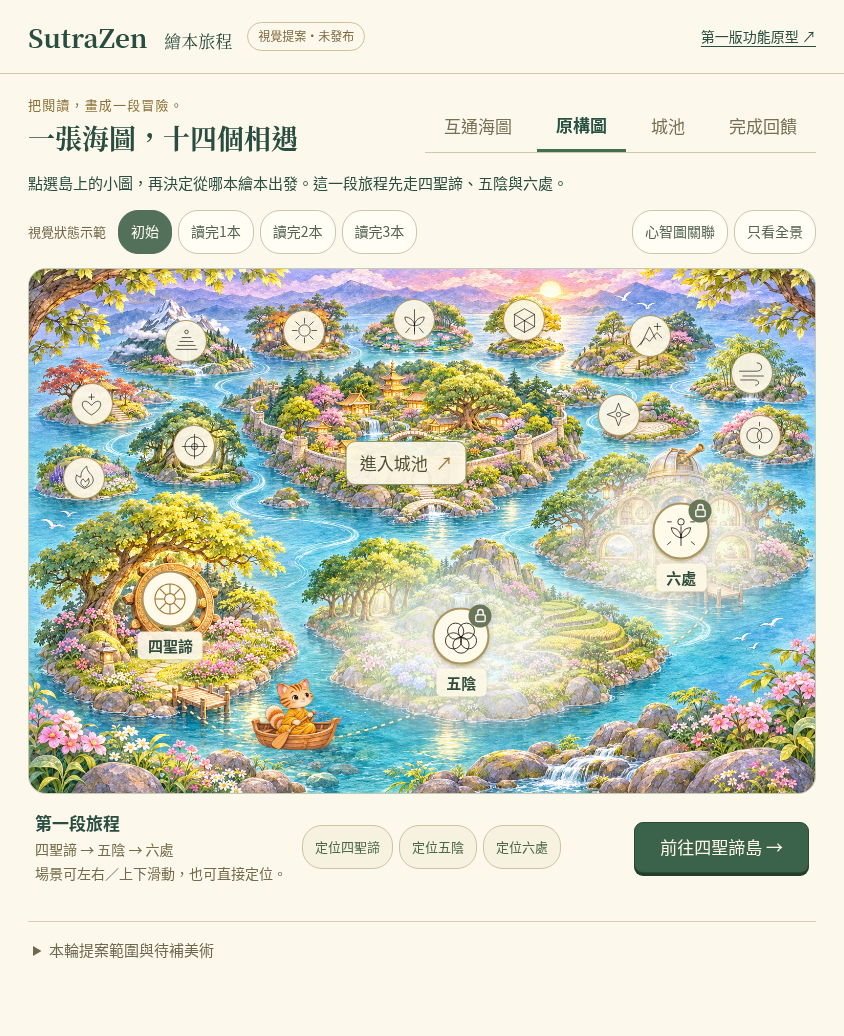 SutraZen 繪本旅程 視覺提案・未發布 第一版功能原型 ↗
把閱讀，畫成一段冒險。
一張海圖，十四個相遇
互通海圖 原構圖 城池 完成回饋
點選島上的小圖，再決定從哪本繪本出發。這一段旅程先走四聖諦、五陰與六處。
視覺狀態示範 初始 讀完1本 讀完2本 讀完3本 心智圖關聯 只看全景
進入城池 ↗
六處
四聖諦
五陰
第一段旅程
四聖諦 → 五陰 → 六處
場景可左右／上下滑動，也可直接定位。
定位四聖諦 定位五陰 定位六處
前往四聖諦島 →
▶ 本輪提案範圍與待補美術